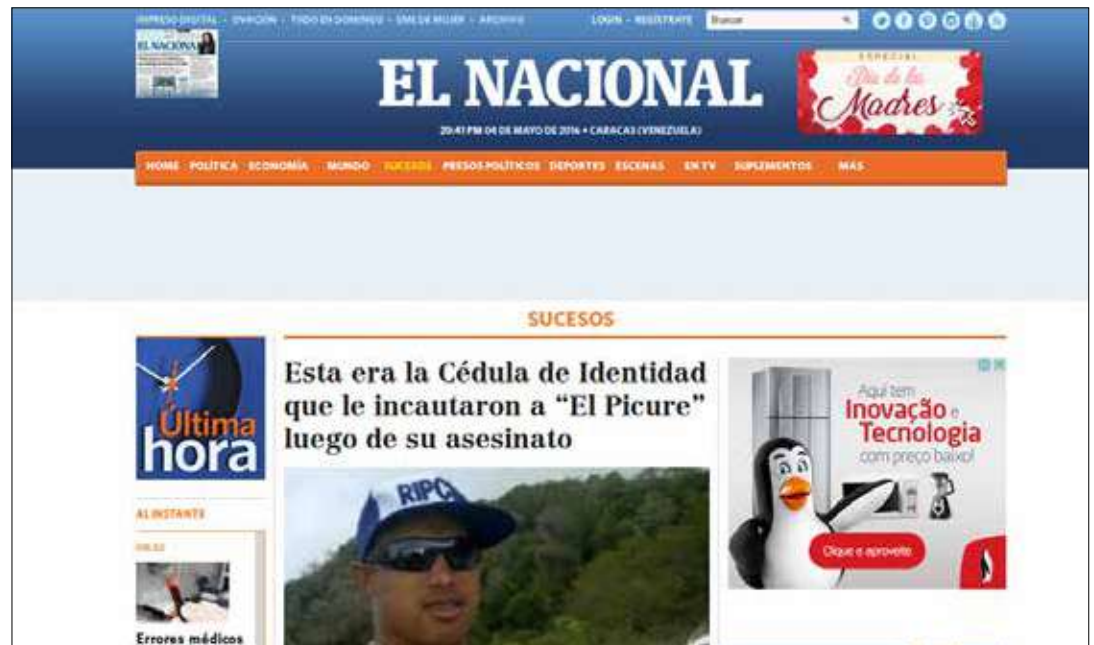 IMPRESO DIGITAL - OVACIÓN - TODO EN DOMINGO - GME DE MUJER - ARCHIVO
LOGIN - REGÍSTRATE
Buscar
EL NACIONAL
EL NACIONAL
ESPECIAL
Día de las
Madres
20:41 PM 04 DE MAYO DE 2016 • CARACAS (VENEZUELA)
HOME POLÍTICA ECONOMÍA MUNDO SUCESOS PRESOS POLÍTICOS DEPORTES ESCENAS EN TV SUPLEMENTOS MÁS
SUCESOS
Última
hora
Esta era la Cédula de Identidad
que le incautaron a “El Picure”
luego de su asesinato
Aqui tem
Inovação e
Tecnologia
com preço baixo!
Clique e aproveite
AL INSTANTE
Errores médicos